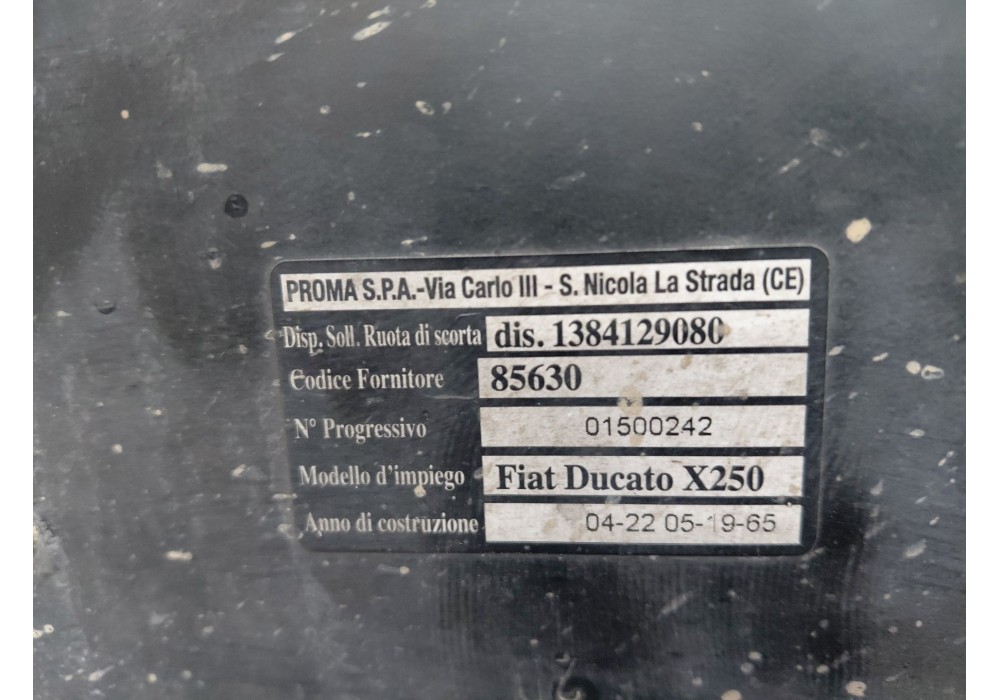 PROMA S.P.A.-Via Carlo III - S. Nicola La Strada (CE)
Disp. Soll. Ruota di scorta dis. 1384129080
Codice Fornitore 85630
N° Progressivo 01500242
Modello d'impiego Fiat Ducato X250
Anno di costruzione 04-22 05-19-65